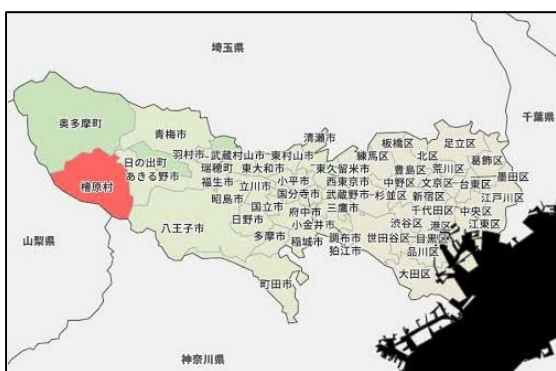 埼玉県
千葉県
奥多摩町
青梅市
清瀬市
板橋区
足立区
日の出町
羽村市
武蔵村山市
東村山市
練馬区
北区
葛飾区
あきる野市
瑞穂町
東大和市
東久留米市
豊島区
荒川区
墨田区
檜原村
福生市
立川市
小平市
西東京市
中野区
文京区
台東区
昭島市
国分寺市
武蔵野市
杉並区
新宿区
江戸川区
国立市
府中市
三鷹市
千代田区
中央区
八王子市
日野市
小金井市
渋谷区
港区
江東区
山梨県
多摩市
稲城市
調布市
世田谷区
目黒区
狛江市
品川区
町田市
大田区
神奈川県